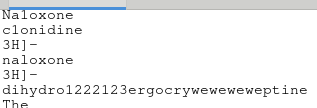 Naloxone
clonidine
3H]-
naloxone
3H]-
dihydro1222123ergocryweweweweptine
The